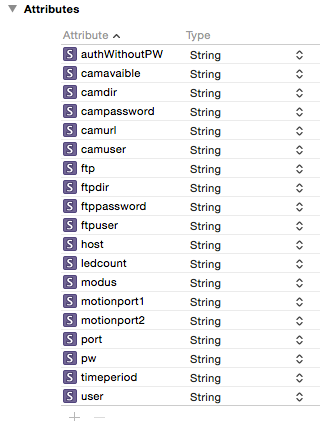 Attributes
Attribute Type
S authWithoutPW String
S camavaible String
S camdir String
S campassword String
S camurl String
S camuser String
S ftp String
S ftpdir String
S ftppassword String
S ftpuser String
S host String
S ledcount String
S modus String
S motionport1 String
S motionport2 String
S port String
S pw String
S timeperiod String
S user String